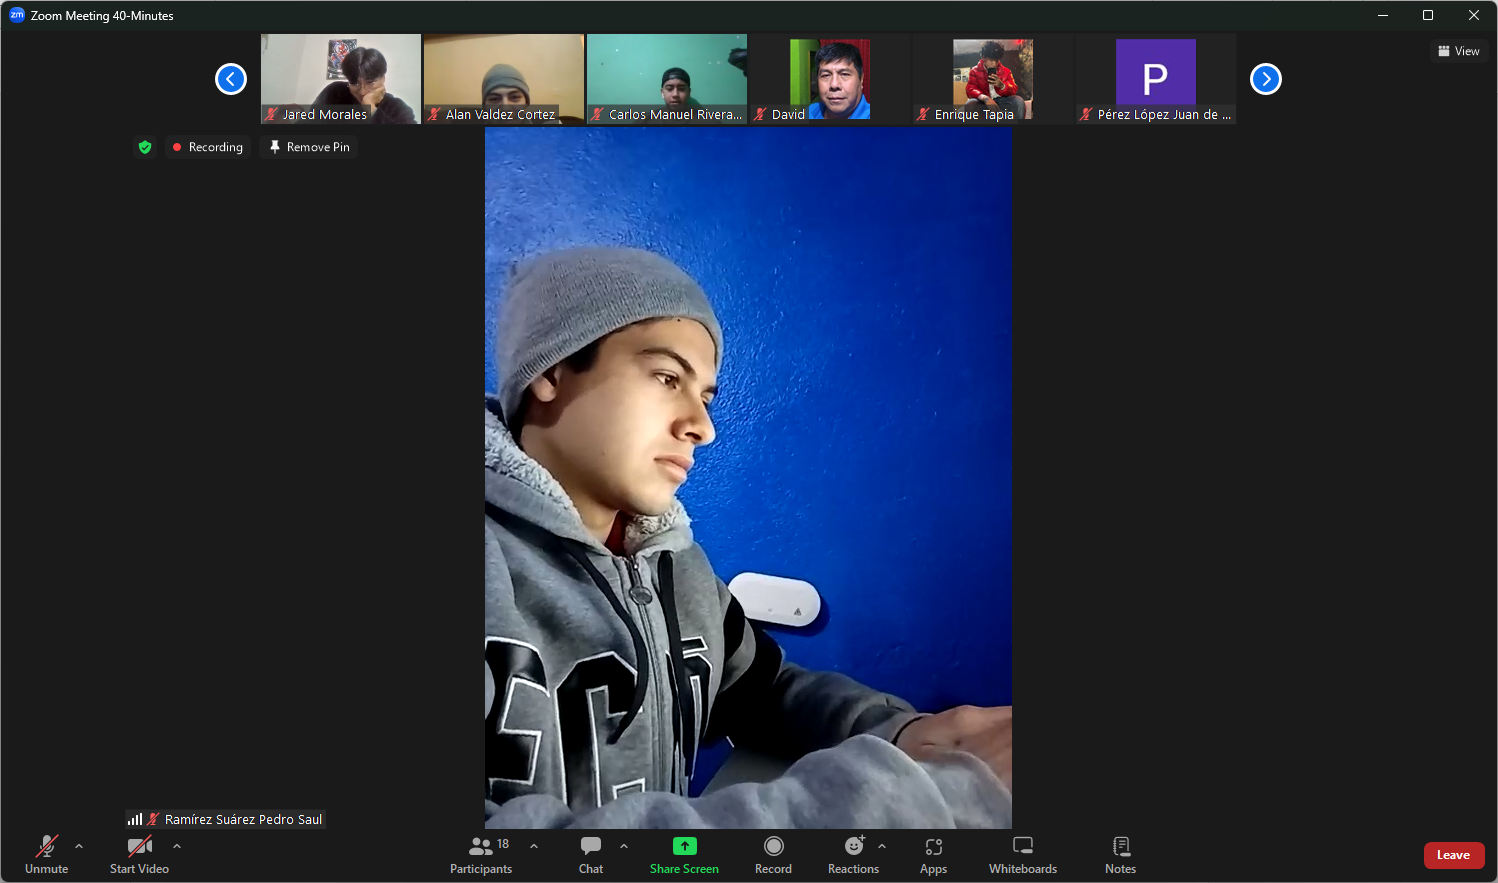 zm Zoom Meeting 40-Minutes
Jared Morales
Alan Valdez Cortez
Carlos Manuel Rivera...
David
Enrique Tapia
P
Pérez López Juan de ...
View
Recording
Remove Pin
Ramírez Suárez Pedro Saul
Unmute
Start Video
18
Participants
Chat
Share Screen
Record
Reactions
Apps
Whiteboards
Notes
Leave